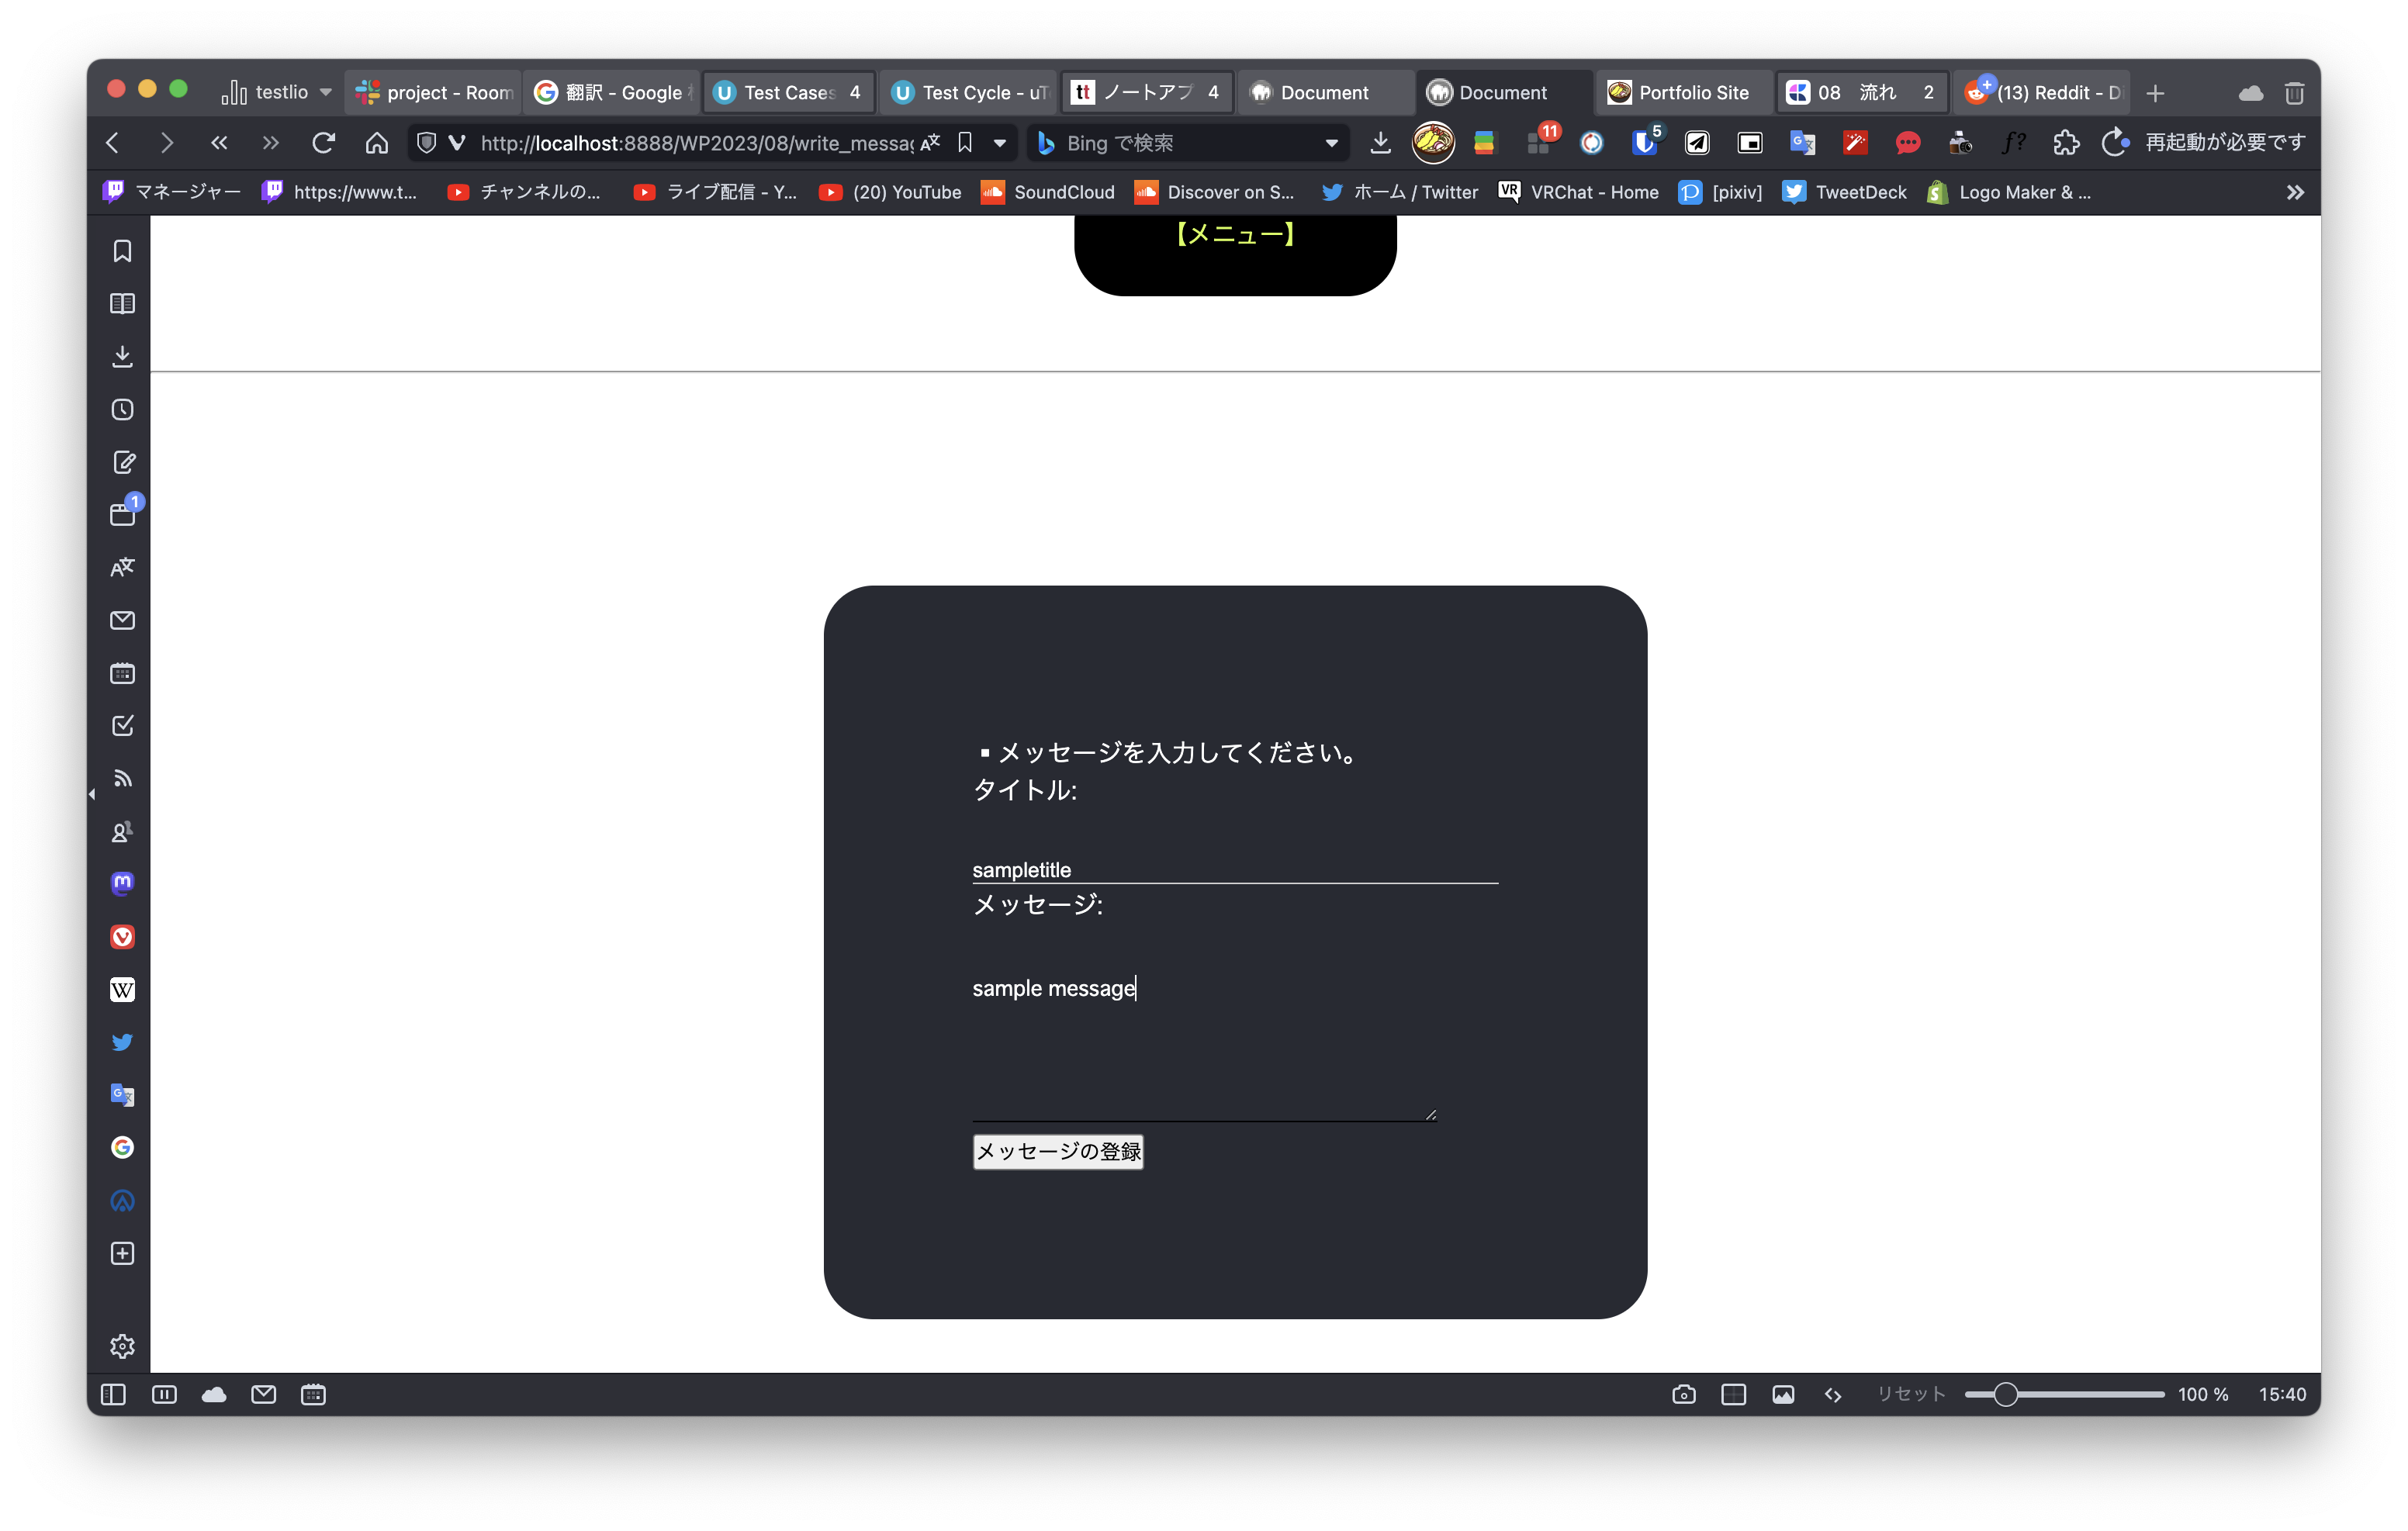 testlio
project - Room
翻訳 - Google
Test Cases 4
Test Cycle - uT
tt ノートアプ 4
Document
Document
Portfolio Site
08 流れ 2
(13) Reddit - Di
http://localhost:8888/WP2023/08/write_messag
Bing で検索
11
5
再起動が必要です
マネージャー
https://www.t...
チャンネルの...
ライブ配信 - Y...
(20) YouTube
SoundCloud
Discover on S...
ホーム / Twitter
VR VRChat - Home
[pixiv]
TweetDeck
Logo Maker & ...
【メニュー】
1
▪メッセージを入力してください。
タイトル:
sampletitle
メッセージ:
sample message
メッセージの登録
リセット
100 %
15:40